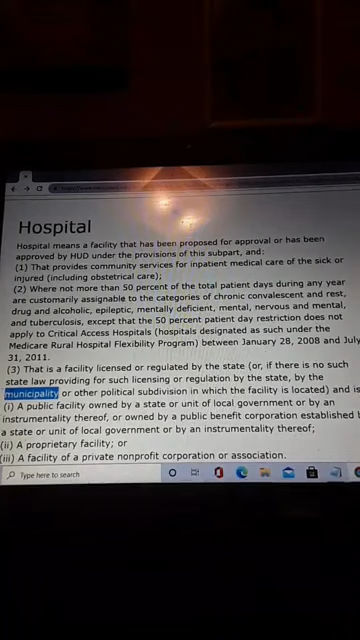 Hospital
Hospital means a facility that has been proposed for approval or has been
approved by HUD under the provisions of this subpart, and:
(1) That provides community services for inpatient medical care of the sick or
injured (including obstetrical care);
(2) Where not more than 50 percent of the total patient days during any year
are customarily assignable to the categories of chronic convalescent and rest,
drug and alcoholic, epileptic, mentally deficient, mental, nervous and mental,
and tuberculosis, except that the 50 percent patient day restriction does not
apply to Critical Access Hospitals (hospitals designated as such under the
Medicare Rural Hospital Flexibility Program) between January 28, 2008 and July
31, 2011.
(3) That is a facility licensed or regulated by the state (or, if there is no such
state law providing for such licensing or regulation by the state, by the
municipality or other political subdivision in which the facility is located) and is
(i) A public facility owned by a state or unit of local government or by an
instrumentality thereof, or owned by a public benefit corporation established
a state or unit of local government or by an instrumentality thereof;
(ii) A proprietary facility; or
(iii) A facility of a private nonprofit corporation or association.
Type here to search